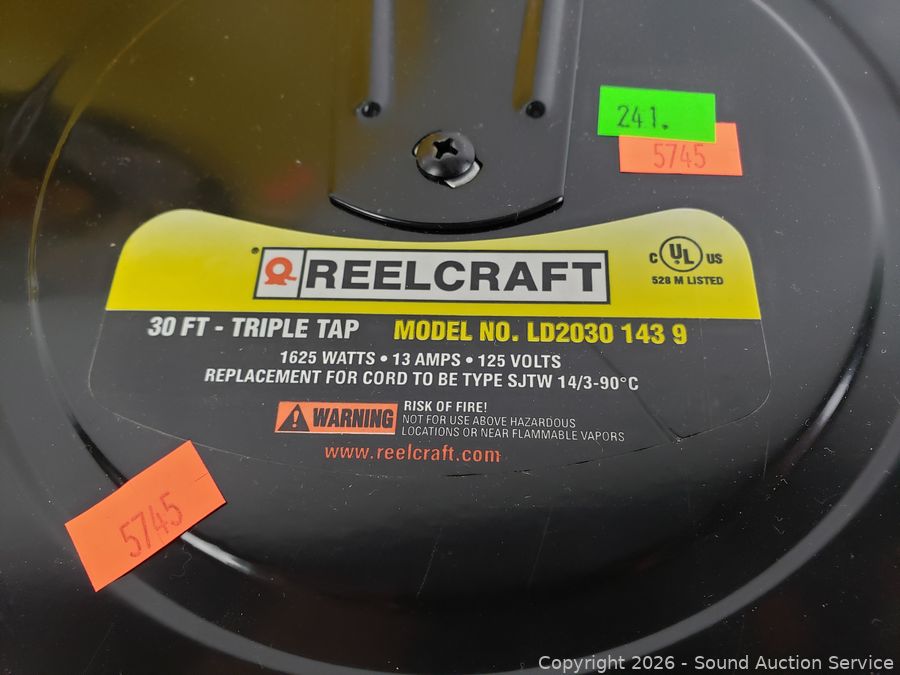 241.
5745
REELCRAFT
C UL US
528 M LISTED
30 FT - TRIPLE TAP MODEL NO. LD2030 143 9
1625 WATTS • 13 AMPS • 125 VOLTS
REPLACEMENT FOR CORD TO BE TYPE SJTW 14/3-90°C
WARNING
RISK OF FIRE!
NOT FOR USE ABOVE HAZARDOUS
LOCATIONS OR NEAR FLAMMABLE VAPORS
www.reelcraft.com
5745
Copyright © 2026 - Sound Auction Service